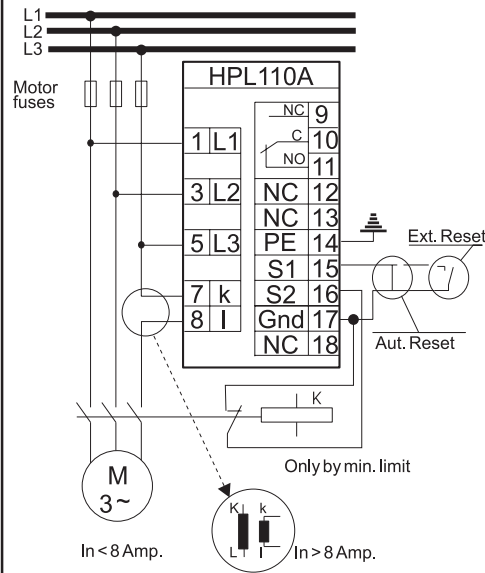 L1
L2
L3
Motor
fuses
HPL110A
NC 9
C 10
NO 11
1 L1
3 L2 NC 12
NC 13
5 L3 PE 14
S1 15
7 k S2 16
8 l Gnd 17
NC 18
Ext. Reset
Aut. Reset
K
Only by min. limit
M
3~
K k
L l
In < 8 Amp.
In > 8 Amp.